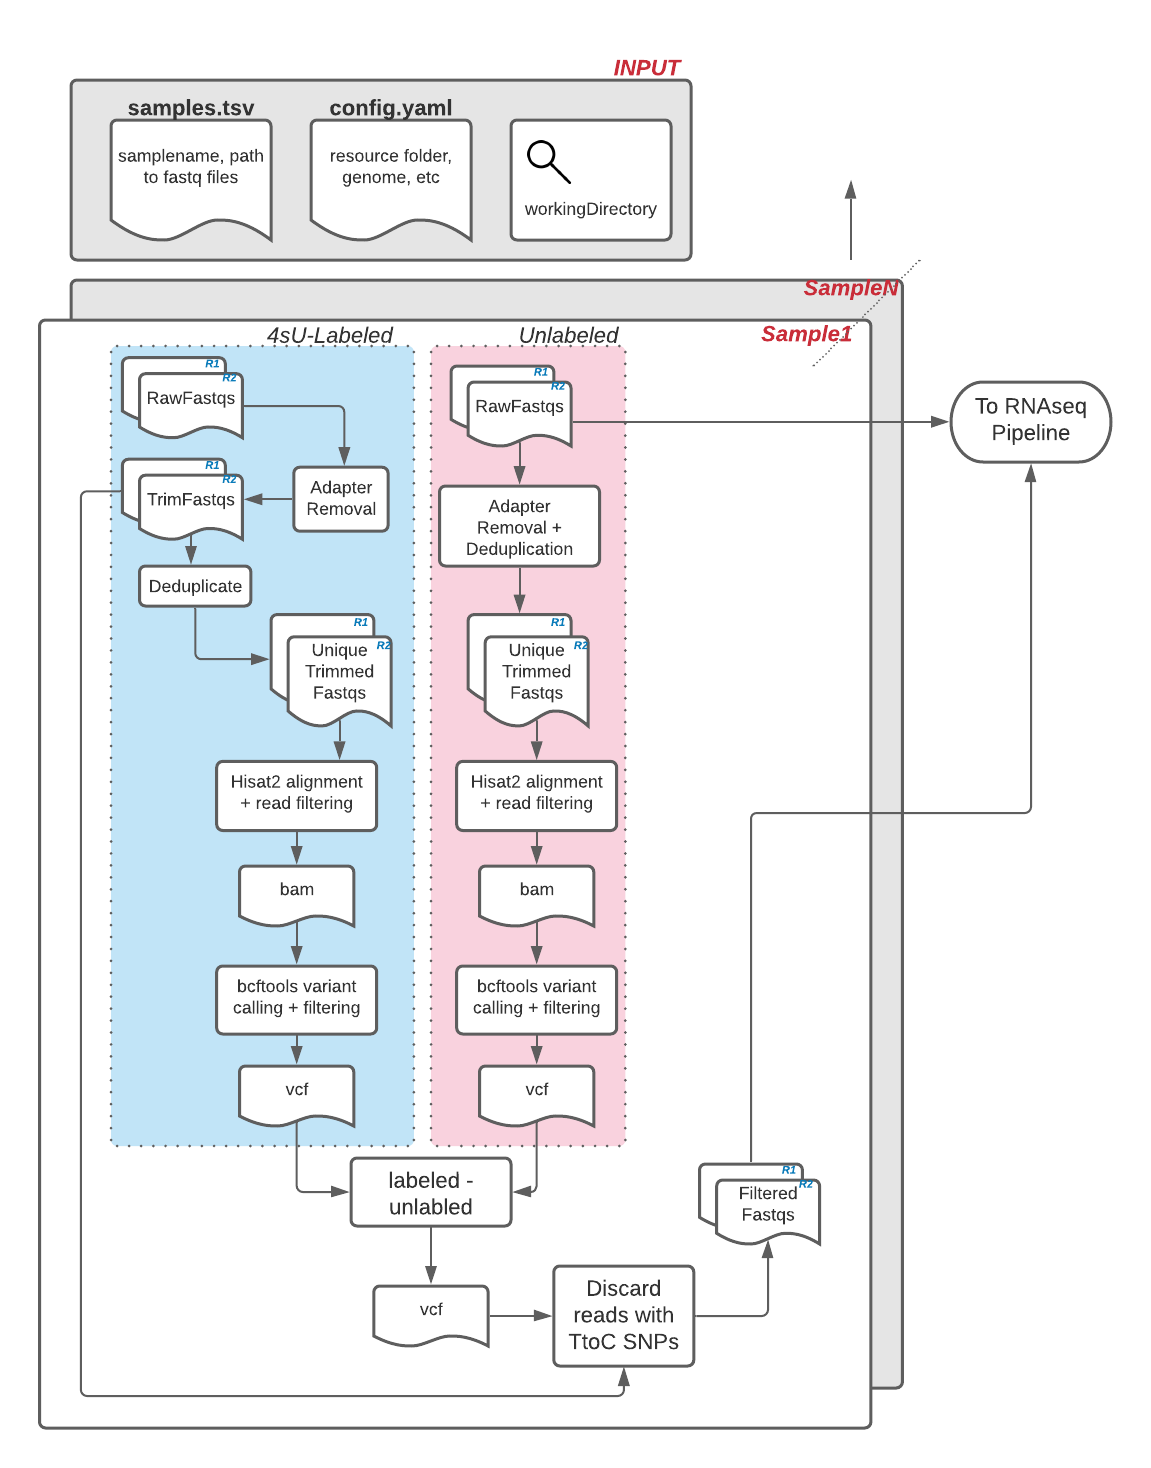 INPUT
samples.tsv
samplename, path
to fastq files
config.yaml
resource folder,
genome, etc
workingDirectory
SampleN
Sample1
4sU-Labeled
R1
R2
RawFastqs
Adapter
Removal
R1
R2
TrimFastqs
Deduplicate
R1
R2
Unique
Trimmed
Fastqs
Hisat2 alignment
+ read filtering
bam
bcftools variant
calling + filtering
vcf
Unlabeled
R1
R2
RawFastqs
Adapter
Removal +
Deduplication
R1
R2
Unique
Trimmed
Fastqs
Hisat2 alignment
+ read filtering
bam
bcftools variant
calling + filtering
vcf
To RNAseq
Pipeline
labeled -
unlabled
vcf
Discard
reads with
TtoC SNPs
R1
R2
Filtered
Fastqs